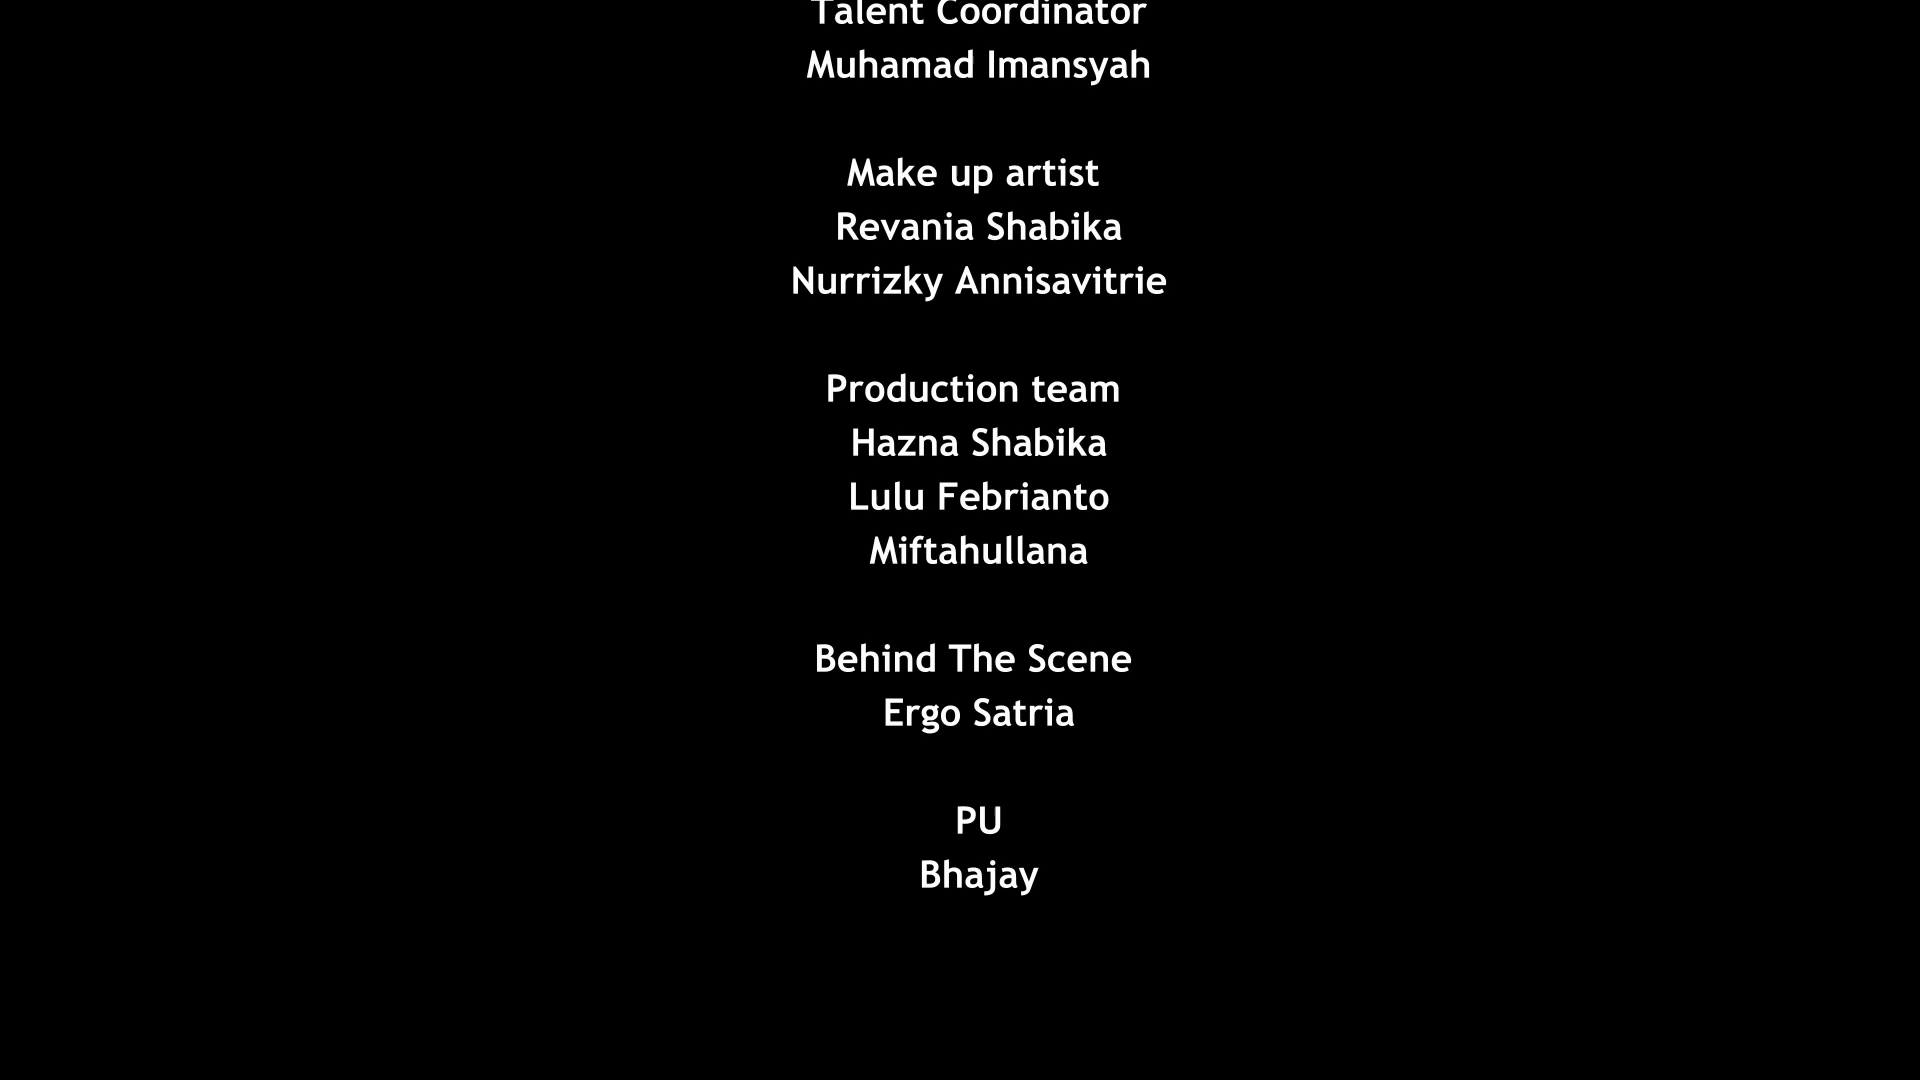 Talent Coordinator
Muhamad Imansyah
Make up artist
Revania Shabika
Nurrizky Annisavitrie
Production team
Hazna Shabika
Lulu Febrianto
Miftahullana
Behind The Scene
Ergo Satria
PU
Bhajay